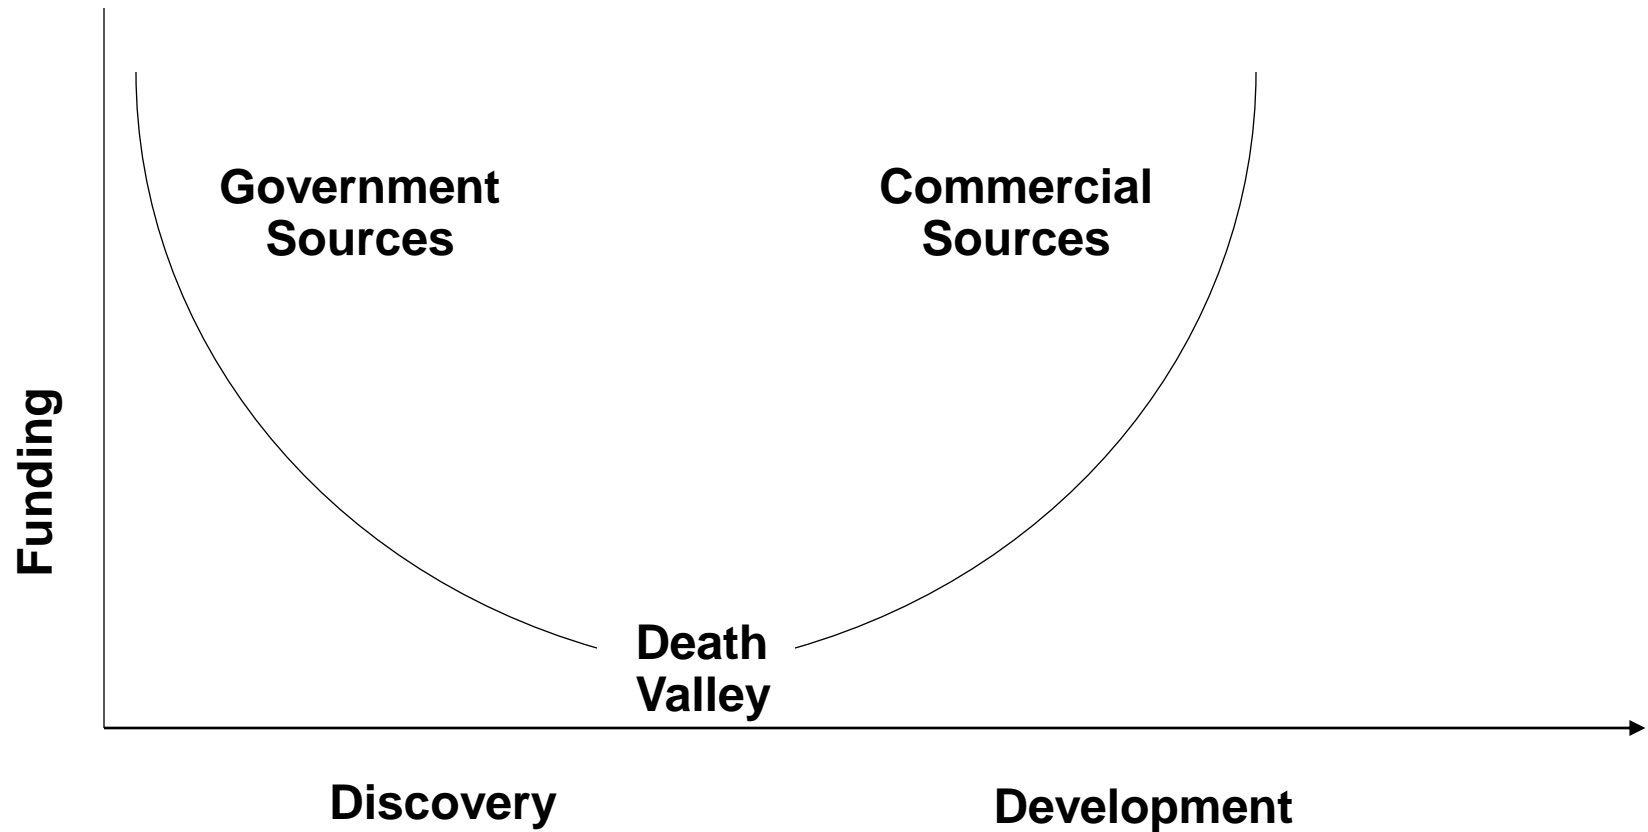 Government
Sources
Commercial
Sources
Funding
Death
Valley
Discovery
Development